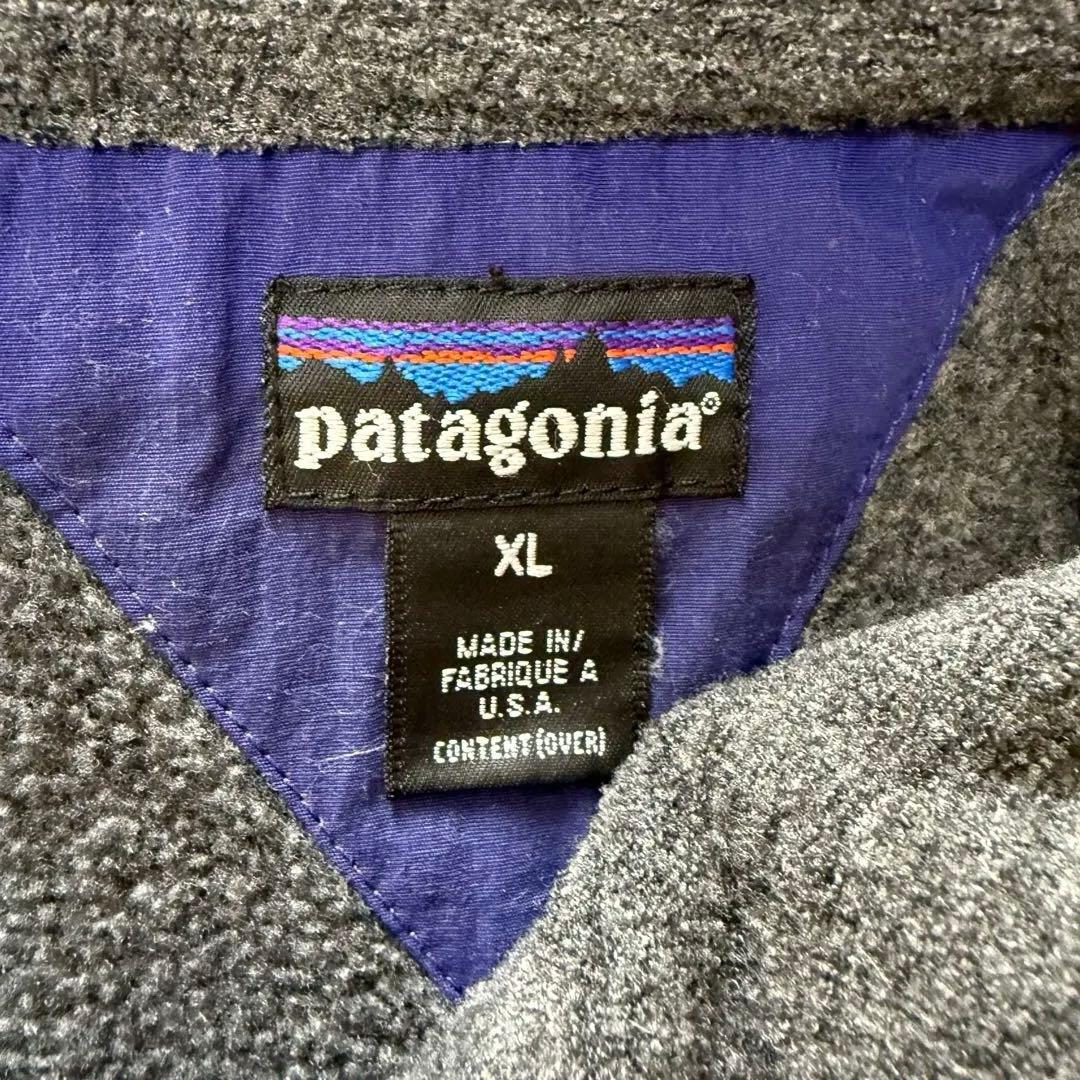 patagonia®
XL
MADE IN/
FABRIQUE A
U.S.A.
CONTENT(OVER)